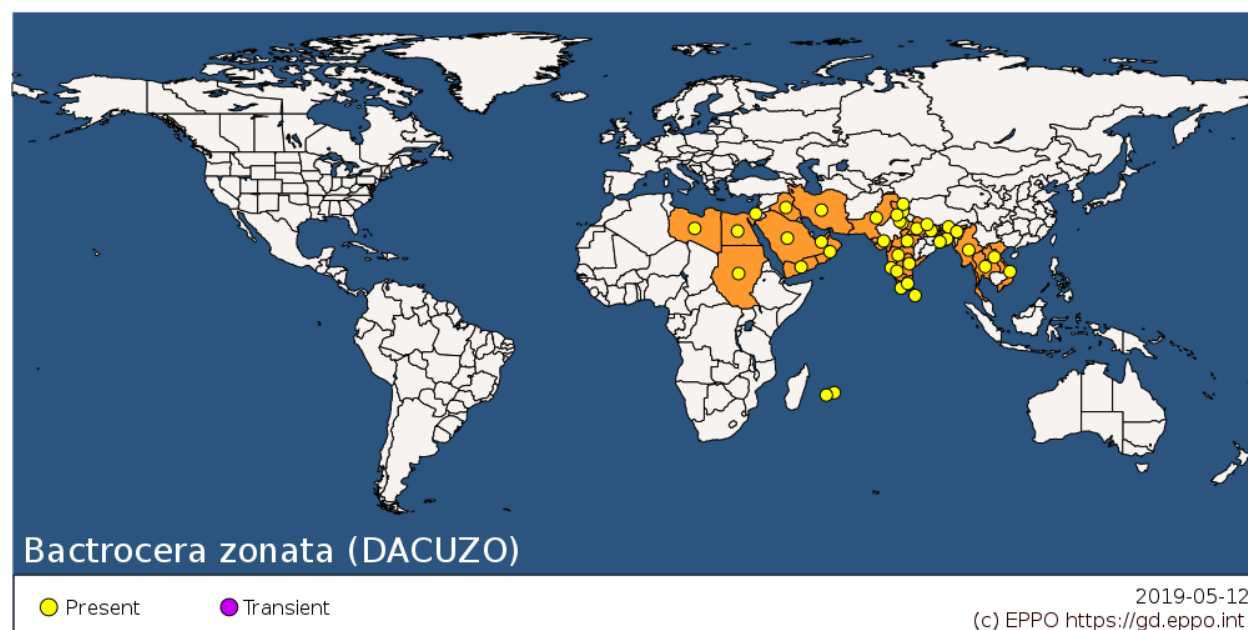 Bactrocera zonata (DACUZO)
Present
Transient
2019-05-12
(c) EPPO https://gd.eppo.int